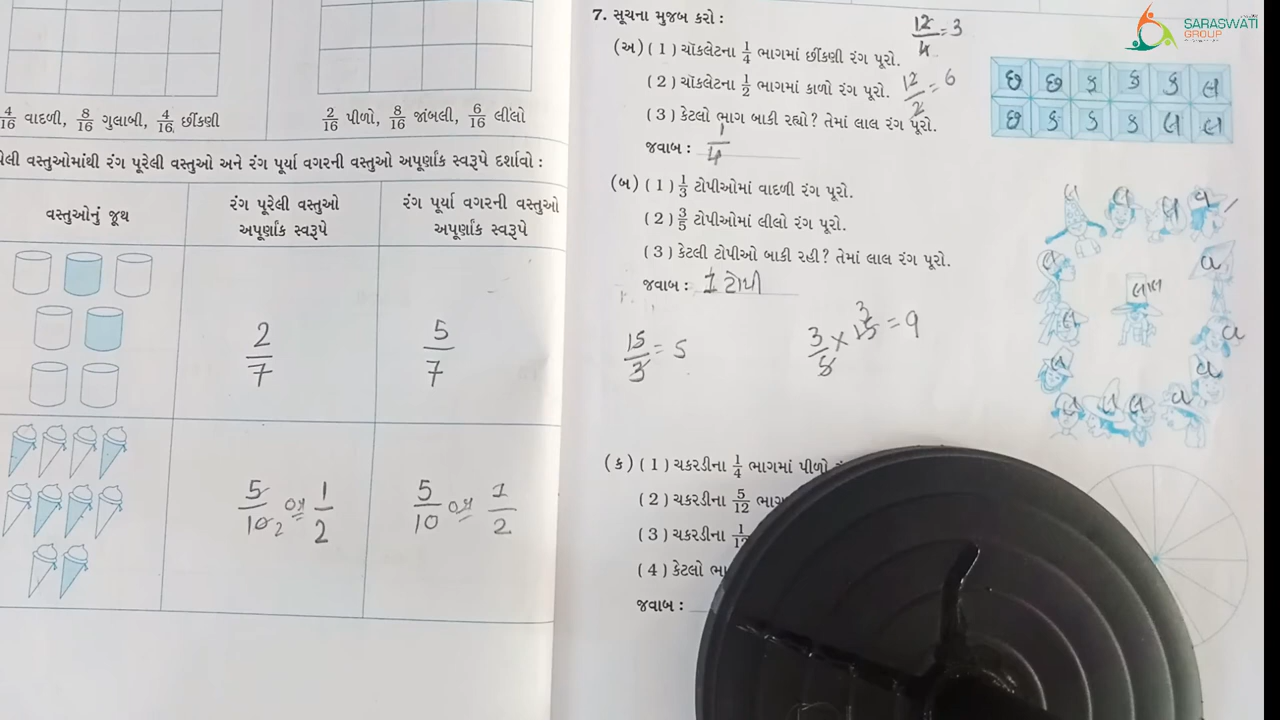 4/16 વાદળી, 8/16 ગુલાબી, 4/16 છીંકણી
2/16 પીળો, 8/16 જાંબલી, 6/16 લીલો
વસ્તુઓમાંથી રંગ પૂરેલી વસ્તુઓ અને રંગ પૂર્યા વગરની વસ્તુઓ અપૂર્ણાંક સ્વરૂપે દર્શાવો :
વસ્તુઓનું જૂથ
રંગ પૂરેલી વસ્તુઓ
અપૂર્ણાંક સ્વરૂપે
રંગ પૂર્યા વગરની વસ્તુઓ
અપૂર્ણાંક સ્વરૂપે
2/7
5/7
5/10 2 અથવા 1/2
5/10 અથવા 1/2
7. સૂચના મુજબ કરો :
12/4 = 3
(અ) (1) ચૉકલેટના 1/4 ભાગમાં છીંકણી રંગ પૂરો.
(2) ચૉકલેટના 1/2 ભાગમાં કાળો રંગ પૂરો. 12/2 = 6
(3) કેટલો ભાગ બાકી રહ્યો? તેમાં લાલ રંગ પૂરો.
જવાબ : 1/4
છ છ ક ક ક લ
છ ક ક ક લ લ
(બ) (1) 1/3 ટોપીઓમાં વાદળી રંગ પૂરો.
(2) 3/5 ટોપીઓમાં લીલો રંગ પૂરો.
(3) કેટલી ટોપીઓ બાકી રહી? તેમાં લાલ રંગ પૂરો.
જવાબ : 1 ટોપી
15/3 = 5
3/5 × 15 3 = 9
લાલ
(ક) (1) ચકરડીના 1/4 ભાગમાં પીળો
(2) ચકરડીના 5/12
(3) ચકરડીના
(4) કેટલો
જવાબ :
SARASWATI
GROUP